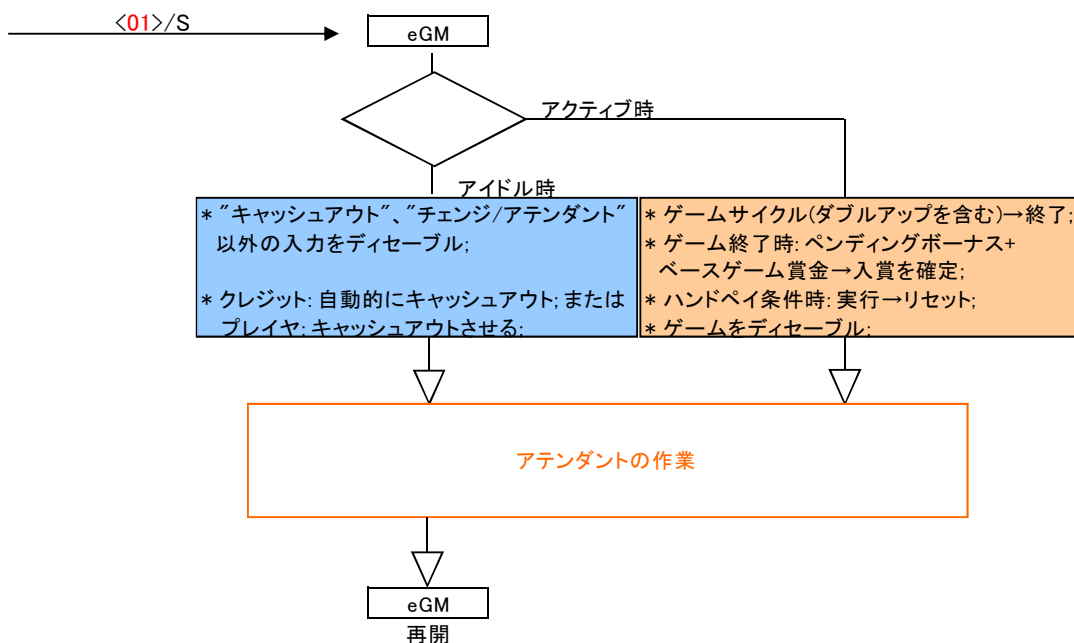 <01>/S
eGM
アクティブ時
アイドル時
* "キャッシュアウト"、"チェンジ/アテンダント"
以外の入力をディセーブル;
* クレジット: 自動的にキャッシュアウト; または
プレイヤ: キャッシュアウトさせる;
* ゲームサイクル(ダブルアップを含む)→終了;
* ゲーム終了時: ペンディングボーナス+
ベースゲーム賞金→入賞を確定;
* ハンドペイ条件時: 実行→リセット;
* ゲームをディセーブル;
アテンダントの作業
eGM
再開